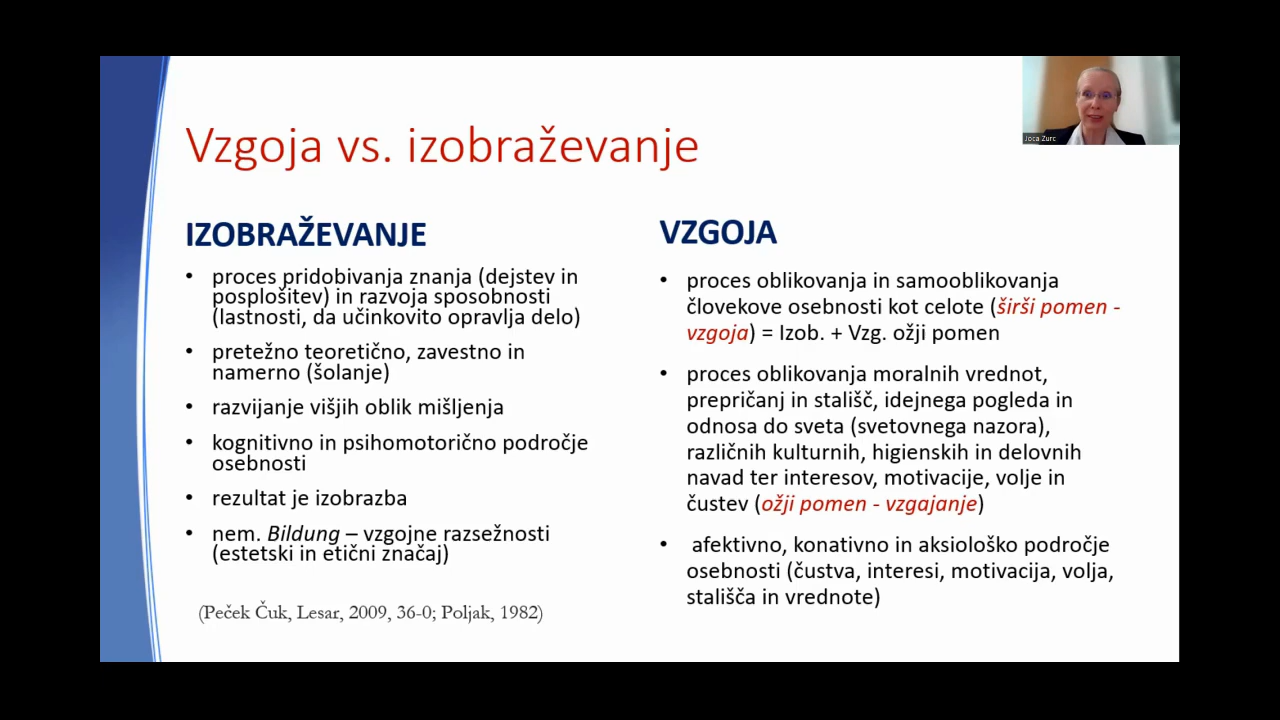 Vzgoja vs. izobraževanje
Joca Zurc
IZOBRAŽEVANJE
• proces pridobivanja znanja (dejstev in
posplošitev) in razvoja sposobnosti
(lastnosti, da učinkovito opravlja delo)
• pretežno teoretično, zavestno in
namerno (šolanje)
• razvijanje višjih oblik mišljenja
• kognitivno in psihomotorično področje
osebnosti
• rezultat je izobrazba
• nem. Bildung – vzgojne razsežnosti
(estetski in etični značaj)
(Peček Čuk, Lesar, 2009, 36-0; Poljak, 1982)
VZGOJA
• proces oblikovanja in samooblikovanja
človekove osebnosti kot celote (širši pomen -
vzgoja) = Izob. + Vzg. ožji pomen
• proces oblikovanja moralnih vrednot,
prepričanj in stališč, idejnega pogleda in
odnosa do sveta (svetovnega nazora),
različnih kulturnih, higienskih in delovnih
navad ter interesov, motivacije, volje in
čustev (ožji pomen - vzgajanje)
• afektivno, konativno in aksiološko področje
osebnosti (čustva, interesi, motivacija, volja,
stališča in vrednote)